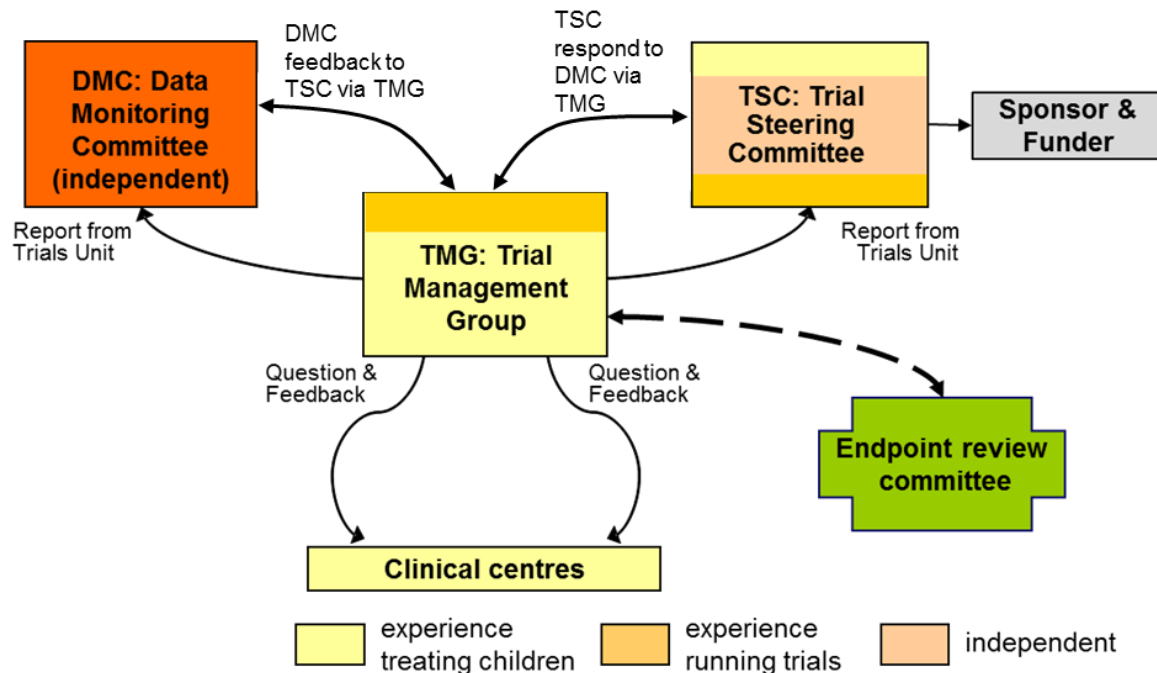 DMC
feedback to
TSC via TMG
TSC
respond to
DMC via
TMG
DMC: Data
Monitoring
Committee
(independent)
TSC: Trial
Steering
Committee
Sponsor &
Funder
Report from
Trials Unit
TMG: Trial
Management
Group
Report from
Trials Unit
Question &
Feedback
Question &
Feedback
Endpoint review
committee
Clinical centres
experience
treating children
experience
running trials
independent